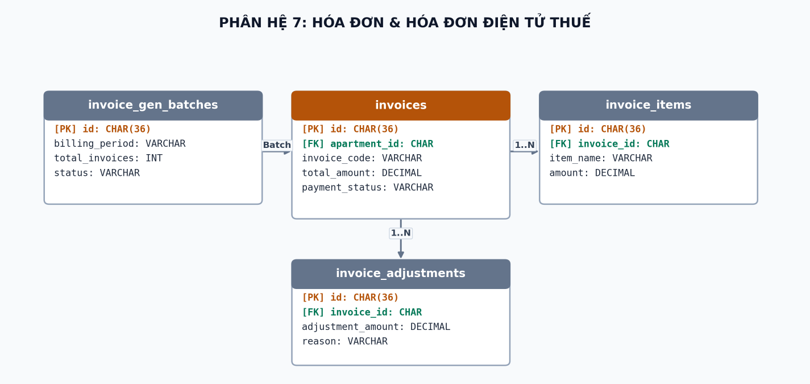 PHÂN HỆ 7: HÓA ĐƠN & HÓA ĐƠN ĐIỆN TỬ THUẾ
invoice_gen_batches
[PK] id: CHAR(36)
billing_period: VARCHAR
total_invoices: INT
status: VARCHAR
Batch
invoices
[PK] id: CHAR(36)
[FK] apartment_id: CHAR
invoice_code: VARCHAR
total_amount: DECIMAL
payment_status: VARCHAR
1..N
invoice_items
[PK] id: CHAR(36)
[FK] invoice_id: CHAR
item_name: VARCHAR
amount: DECIMAL
1..N
invoice_adjustments
[PK] id: CHAR(36)
[FK] invoice_id: CHAR
adjustment_amount: DECIMAL
reason: VARCHAR